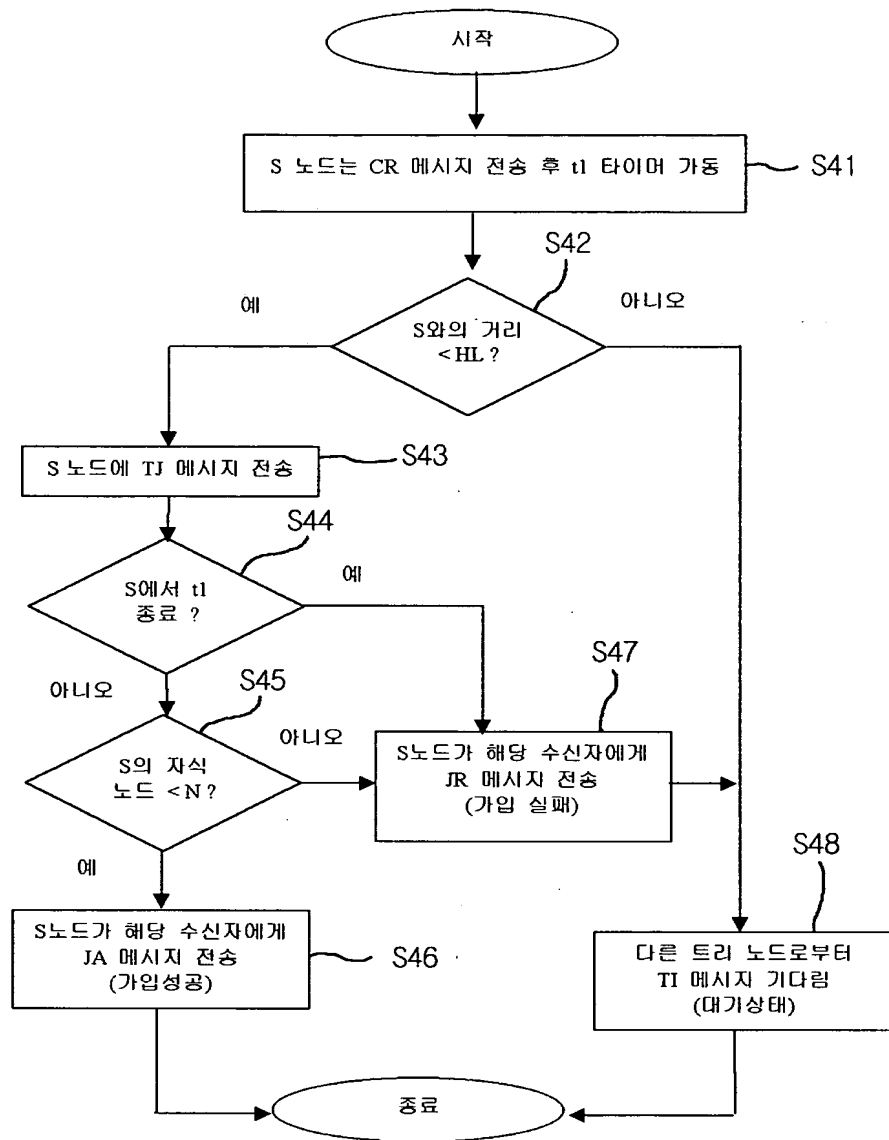 시작
S 노드는 CR 메시지 전송 후 t1 타이머 가동
S41
S42
예
아니오
S와의 거리
<HL?
S 노드에 TJ 메시지 전송
S43
S44
예
S에서 t1
종료 ?
아니오
S45
아니오
S47
S의 자식
노드 <N?
S노드가 해당 수신자에게
JR 메시지 전송
(가입 실패)
예
S48
S노드가 해당 수신자에게
JA 메시지 전송
(가입성공)
S46
다른 트리 노드로부터
TI 메시지 기다림
(대기상태)
종료